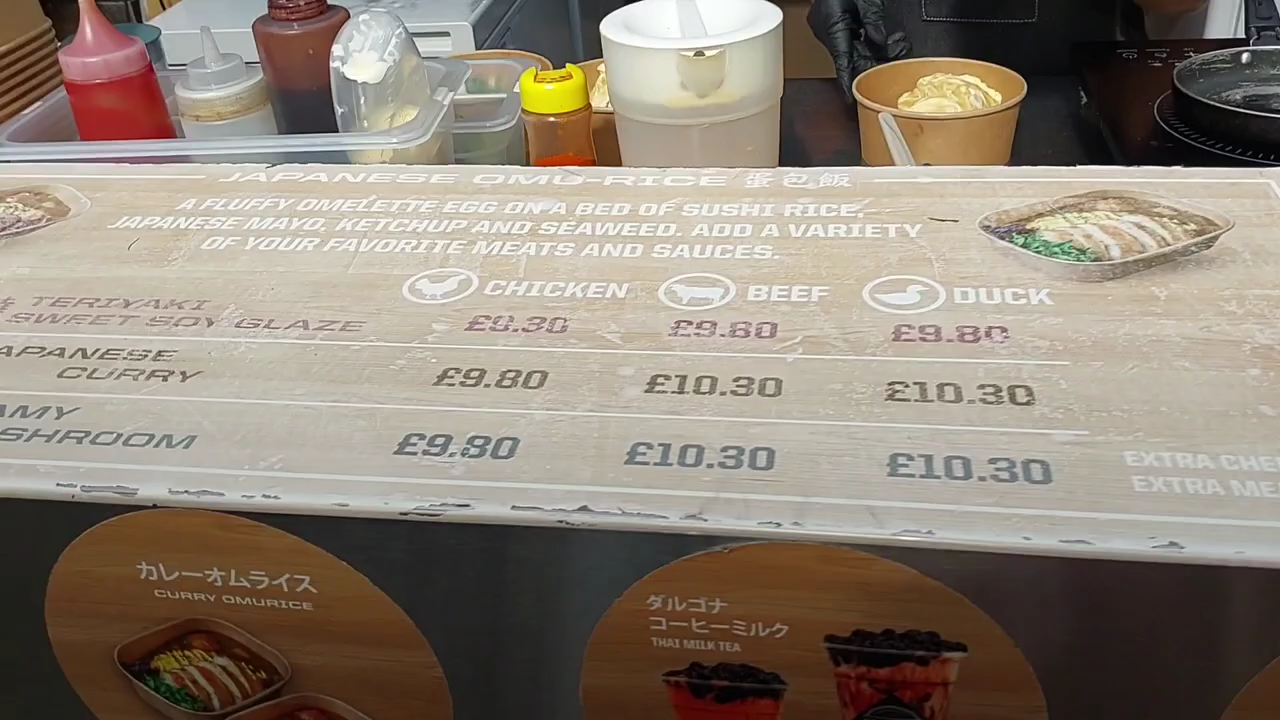 JAPANESE OMU-RICE 蛋包飯
A FLUFFY OMELETTE EGG ON A BED OF SUSHI RICE,
JAPANESE MAYO, KETCHUP AND SEAWEED. ADD A VARIETY
OF YOUR FAVORITE MEATS AND SAUCES.
CHICKEN BEEF DUCK
TERIYAKI
SWEET SOY GLAZE £9.80 £9.80
APANESE
CURRY £9.80 £10.30 £10.30
AMY
SHROOM £9.80 £10.30 £10.30
EXTRA CHE
EXTRA ME
カレーオムライス
CURRY OMURICE
ダルゴナ
コーヒーミルク
THAI MILK TEA